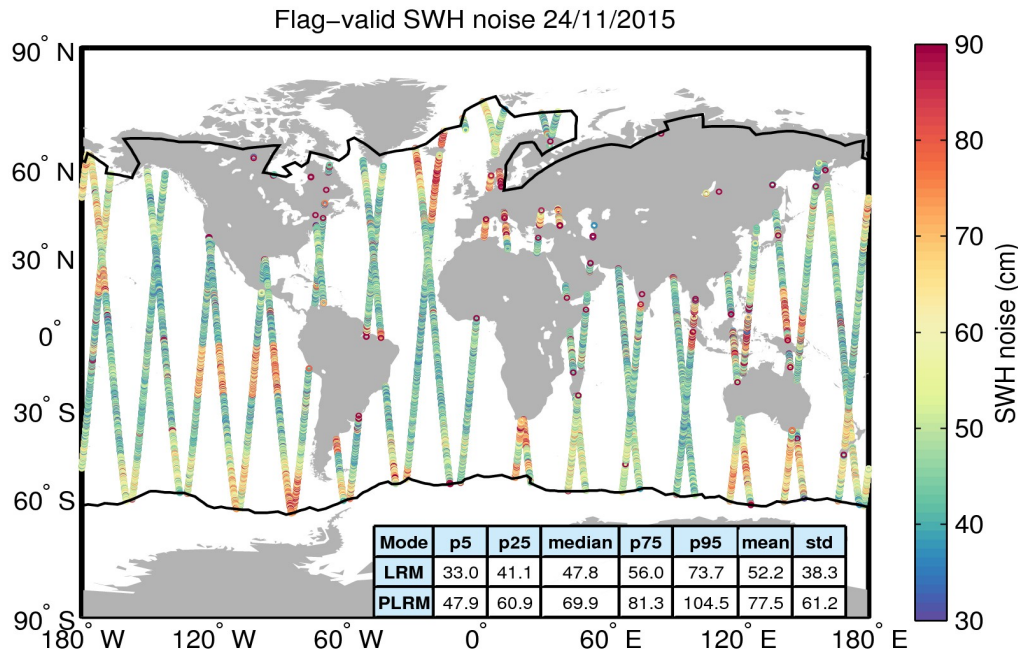 Flag−valid SWH noise 24/11/2015
90° N
60° N
30° N
0°
30° S
60° S
90° S
180° W
120° W
60° W
0°
60° E
120° E
180° E
Mode p5 p25 median p75 p95 mean std
LRM 33.0 41.1 47.8 56.0 73.7 52.2 38.3
PLRM 47.9 60.9 69.9 81.3 104.5 77.5 61.2
90
80
70
60
50
40
30
SWH noise (cm)